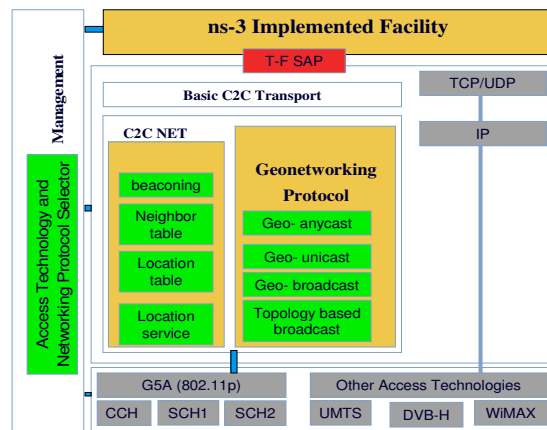 ns-3 Implemented Facility
T-F SAP
Management
Access Technology and
Networking Protocol Selector
Basic C2C Transport
TCP/UDP
IP
C2C NET
beaconing
Neighbor
table
Location
table
Location
service
Geonetworking
Protocol
Geo- anycast
Geo- unicast
Geo- broadcast
Topology based
broadcast
G5A (802.11p)
CCH
SCH1
SCH2
Other Access Technologies
UMTS
DVB-H
WiMAX